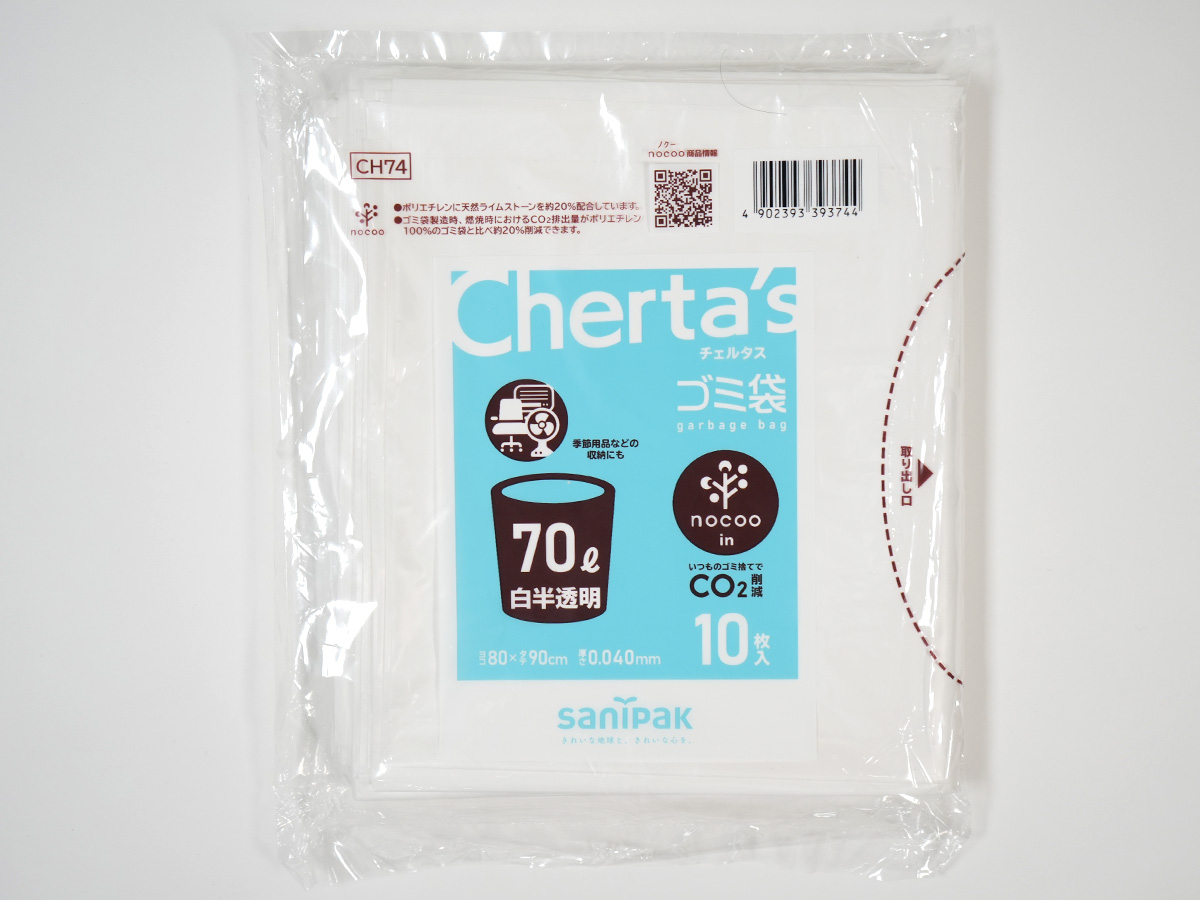 CH74
ノクー
nocoo商品情報
4 902393 393744
nocoo
●ポリエチレンに天然ライムストーンを約20%配合しています。
●ゴミ袋製造時、燃焼時におけるCO2排出量がポリエチレン
100%のゴミ袋と比べ約20%削減できます。
Cherta's
チェルタス
ゴミ袋
garbage bag
季節用品などの
収納にも
70ℓ
白半透明
nocoo
in
いつものゴミ捨てで
CO2削減
ヨコ80×タテ90cm 厚さ0.040mm
10枚入
取り出し口
sanipak
きれいな地球と、きれいな心を。